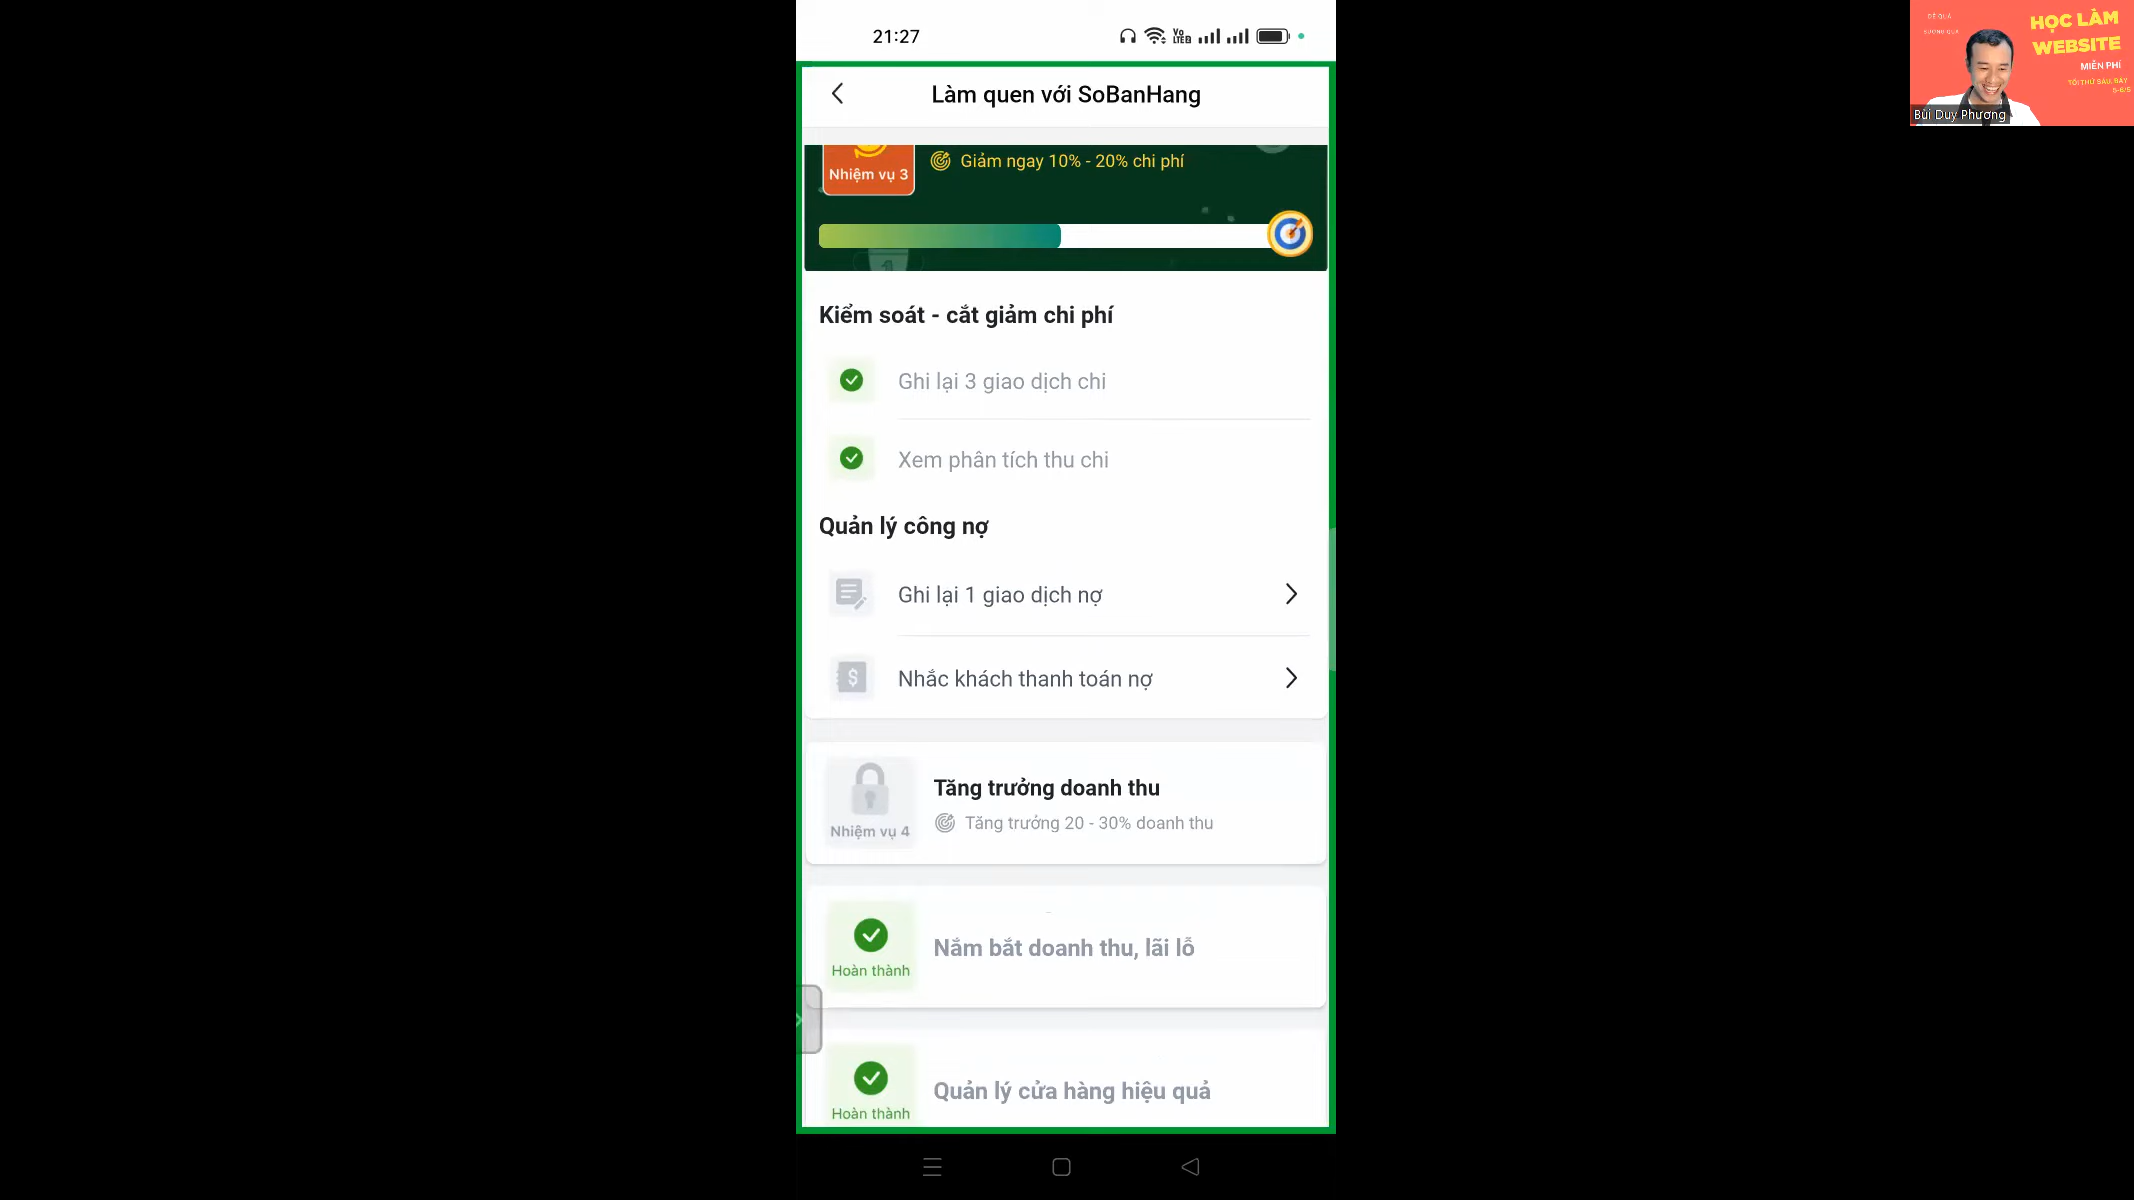 21:27
Làm quen với SoBanHang
Nhiệm vụ 3
Giảm ngay 10% - 20% chi phí
Kiểm soát - cắt giảm chi phí
Ghi lại 3 giao dịch chi
Xem phân tích thu chi
Quản lý công nợ
Ghi lại 1 giao dịch nợ
Nhắc khách thanh toán nợ
Nhiệm vụ 4
Tăng trưởng doanh thu
Tăng trưởng 20 - 30% doanh thu
Hoàn thành
Nắm bắt doanh thu, lãi lỗ
Hoàn thành
Quản lý cửa hàng hiệu quả
HỌC LÀM
WEBSITE
MIỄN PHÍ
Bùi Duy Phương